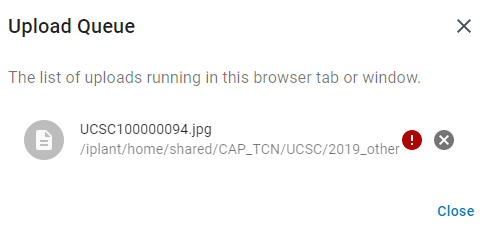 Upload Queue
The list of uploads running in this browser tab or window.
UCSC100000094.jpg
/iplant/home/shared/CAP_TCN/UCSC/2019_other
Close